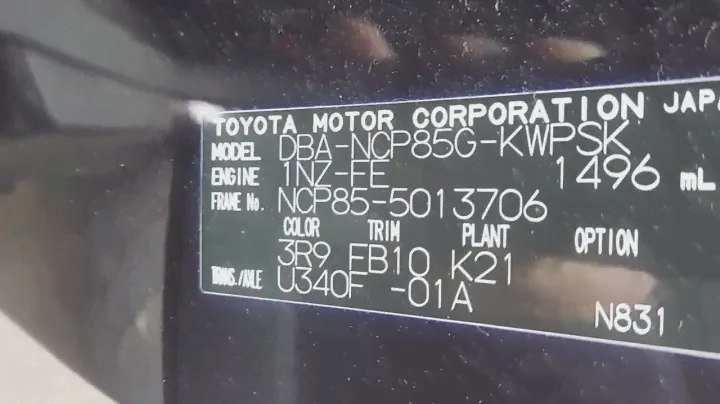 TOYOTA MOTOR CORPORATION JAPA
MODEL DBA-NCP85G-KWPSK
ENGINE 1NZ-FE 1496 mL
FRAME No. NCP85-5013706
COLOR TRIM PLANT OPTION
3R9 FB10 K21
TRANS./AXLE U340F -01A
N831